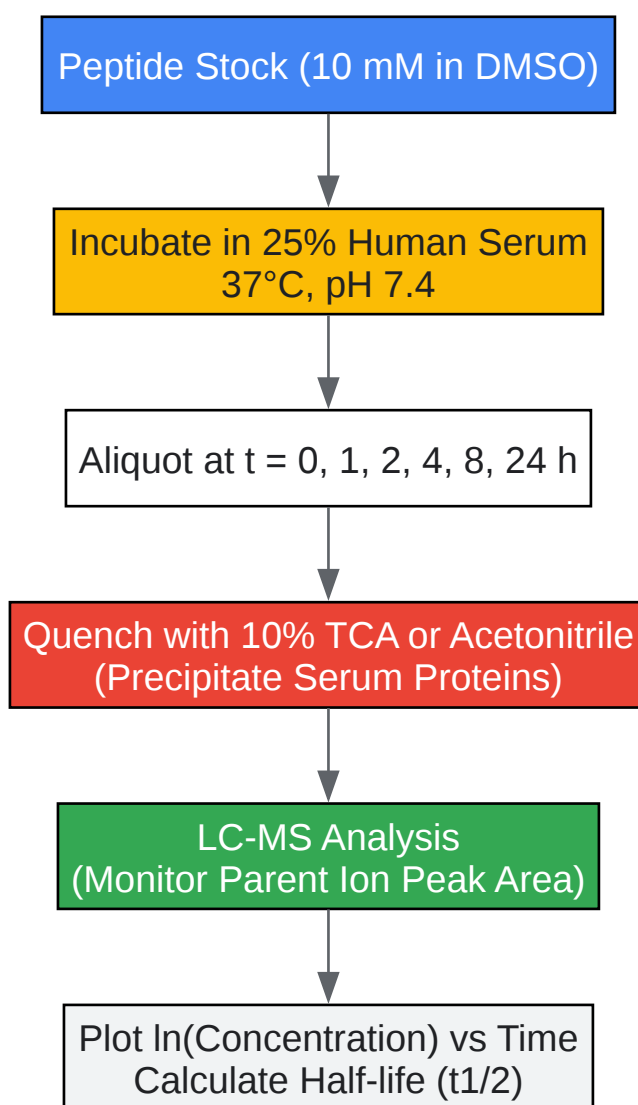 Peptide Stock (10 mM in DMSO)
Incubate in 25% Human Serum
37°C, pH 7.4
Aliquot at t = 0, 1, 2, 4, 8, 24 h
Quench with 10% TCA or Acetonitrile
(Precipitate Serum Proteins)
LC-MS Analysis
(Monitor Parent Ion Peak Area)
Plot ln(Concentration) vs Time
Calculate Half-life (t1/2)